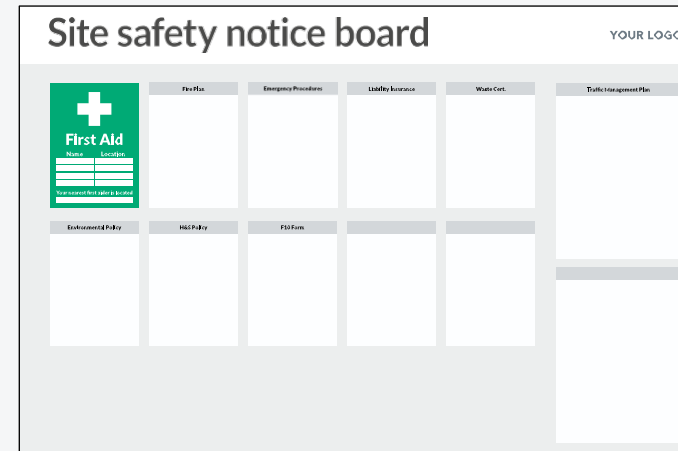 Site safety notice board
YOUR LOGO
Fire Plan
Emergency Procedures
Liability Insurance
Waste Cert.
Traffic Management Plan
First Aid
Name Location
Your nearest first aider is located
Environmental Policy
H&S Policy
F10 Form